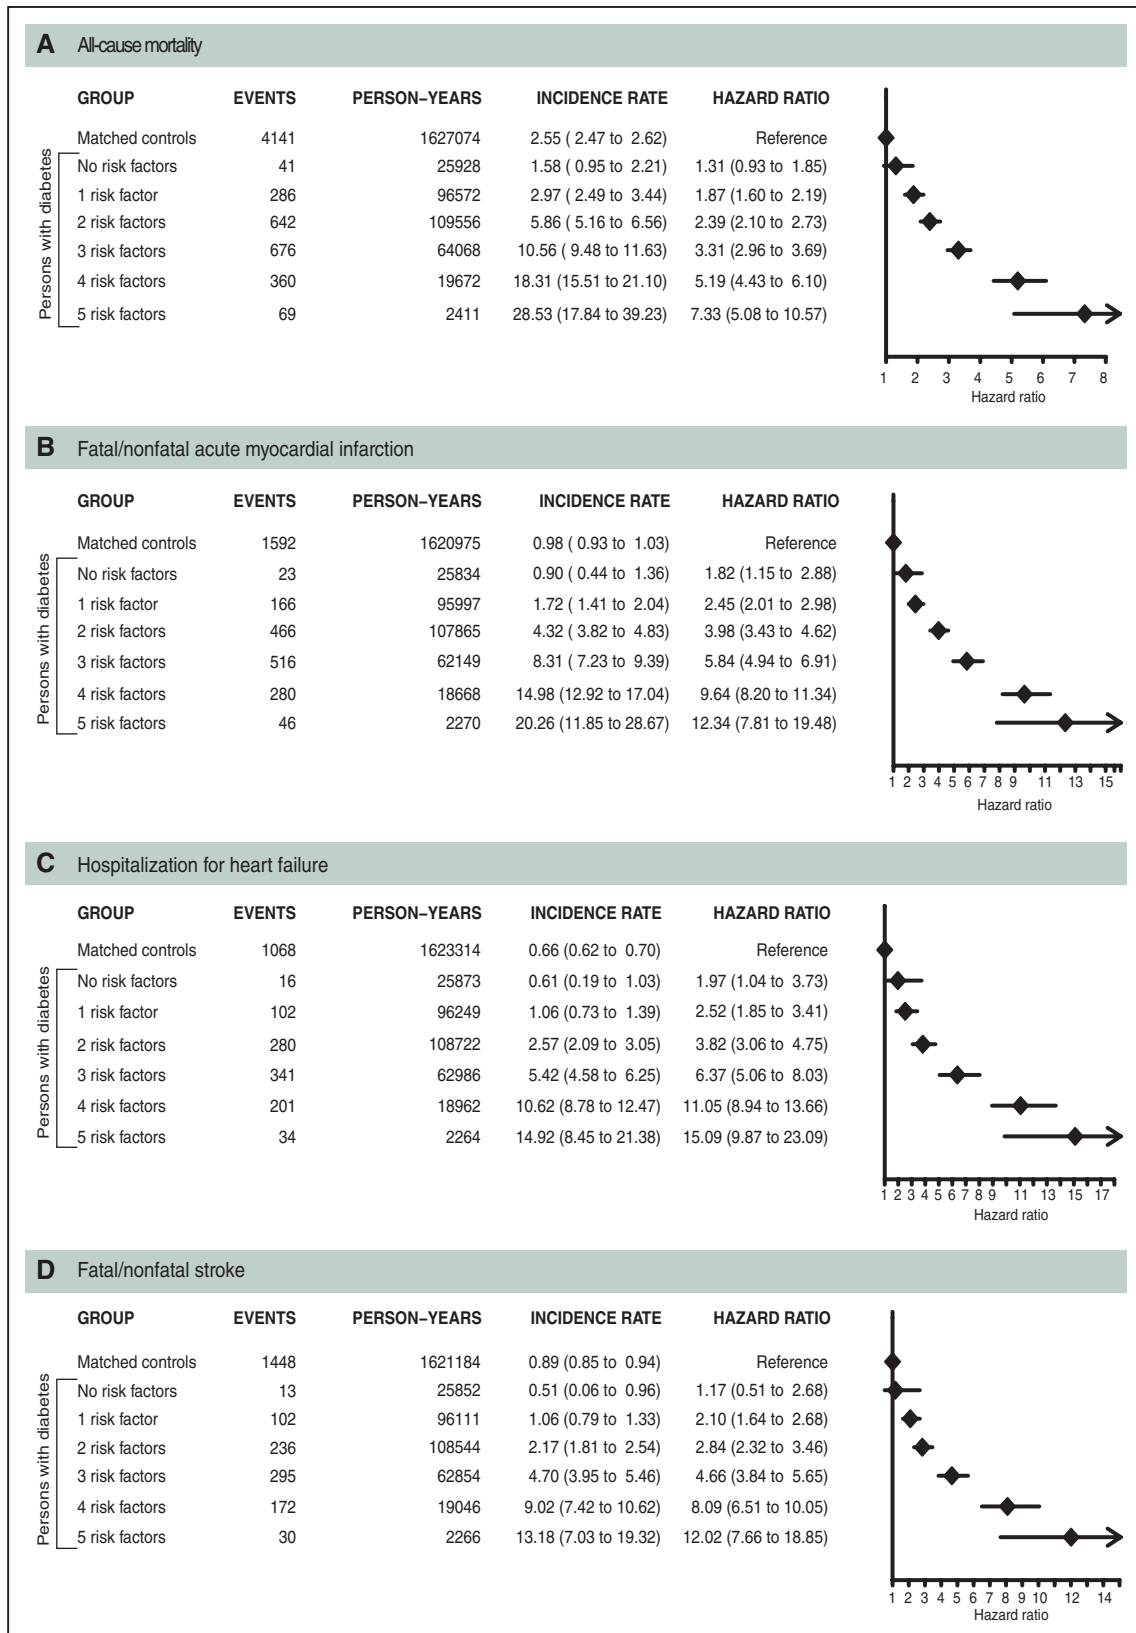 A All-cause mortality
GROUP EVENTS PERSON–YEARS INCIDENCE RATE HAZARD RATIO
Matched controls 4141 1627074 2.55 ( 2.47 to 2.62) Reference
Persons with diabetes
No risk factors 41 25928 1.58 ( 0.95 to 2.21) 1.31 (0.93 to 1.85)
1 risk factor 286 96572 2.97 ( 2.49 to 3.44) 1.87 (1.60 to 2.19)
2 risk factors 642 109556 5.86 ( 5.16 to 6.56) 2.39 (2.10 to 2.73)
3 risk factors 676 64068 10.56 ( 9.48 to 11.63) 3.31 (2.96 to 3.69)
4 risk factors 360 19672 18.31 (15.51 to 21.10) 5.19 (4.43 to 6.10)
5 risk factors 69 2411 28.53 (17.84 to 39.23) 7.33 (5.08 to 10.57)
1 2 3 4 5 6 7 8
Hazard ratio
B Fatal/nonfatal acute myocardial infarction
GROUP EVENTS PERSON–YEARS INCIDENCE RATE HAZARD RATIO
Matched controls 1592 1620975 0.98 ( 0.93 to 1.03) Reference
Persons with diabetes
No risk factors 23 25834 0.90 ( 0.44 to 1.36) 1.82 (1.15 to 2.88)
1 risk factor 166 95997 1.72 ( 1.41 to 2.04) 2.45 (2.01 to 2.98)
2 risk factors 466 107865 4.32 ( 3.82 to 4.83) 3.98 (3.43 to 4.62)
3 risk factors 516 62149 8.31 ( 7.23 to 9.39) 5.84 (4.94 to 6.91)
4 risk factors 280 18668 14.98 (12.92 to 17.04) 9.64 (8.20 to 11.34)
5 risk factors 46 2270 20.26 (11.85 to 28.67) 12.34 (7.81 to 19.48)
1 2 3 4 5 6 7 8 9 11 13 15
Hazard ratio
C Hospitalization for heart failure
GROUP EVENTS PERSON–YEARS INCIDENCE RATE HAZARD RATIO
Matched controls 1068 1623314 0.66 (0.62 to 0.70) Reference
Persons with diabetes
No risk factors 16 25873 0.61 (0.19 to 1.03) 1.97 (1.04 to 3.73)
1 risk factor 102 96249 1.06 (0.73 to 1.39) 2.52 (1.85 to 3.41)
2 risk factors 280 108722 2.57 (2.09 to 3.05) 3.82 (3.06 to 4.75)
3 risk factors 341 62986 5.42 (4.58 to 6.25) 6.37 (5.06 to 8.03)
4 risk factors 201 18962 10.62 (8.78 to 12.47) 11.05 (8.94 to 13.66)
5 risk factors 34 2264 14.92 (8.45 to 21.38) 15.09 (9.87 to 23.09)
1 2 3 4 5 6 7 8 9 11 13 15 17
Hazard ratio
D Fatal/nonfatal stroke
GROUP EVENTS PERSON–YEARS INCIDENCE RATE HAZARD RATIO
Matched controls 1448 1621184 0.89 (0.85 to 0.94) Reference
Persons with diabetes
No risk factors 13 25852 0.51 (0.06 to 0.96) 1.17 (0.51 to 2.68)
1 risk factor 102 96111 1.06 (0.79 to 1.33) 2.10 (1.64 to 2.68)
2 risk factors 236 108544 2.17 (1.81 to 2.54) 2.84 (2.32 to 3.46)
3 risk factors 295 62854 4.70 (3.95 to 5.46) 4.66 (3.84 to 5.65)
4 risk factors 172 19046 9.02 (7.42 to 10.62) 8.09 (6.51 to 10.05)
5 risk factors 30 2266 13.18 (7.03 to 19.32) 12.02 (7.66 to 18.85)
1 2 3 4 5 6 7 8 9 10 12 14
Hazard ratio